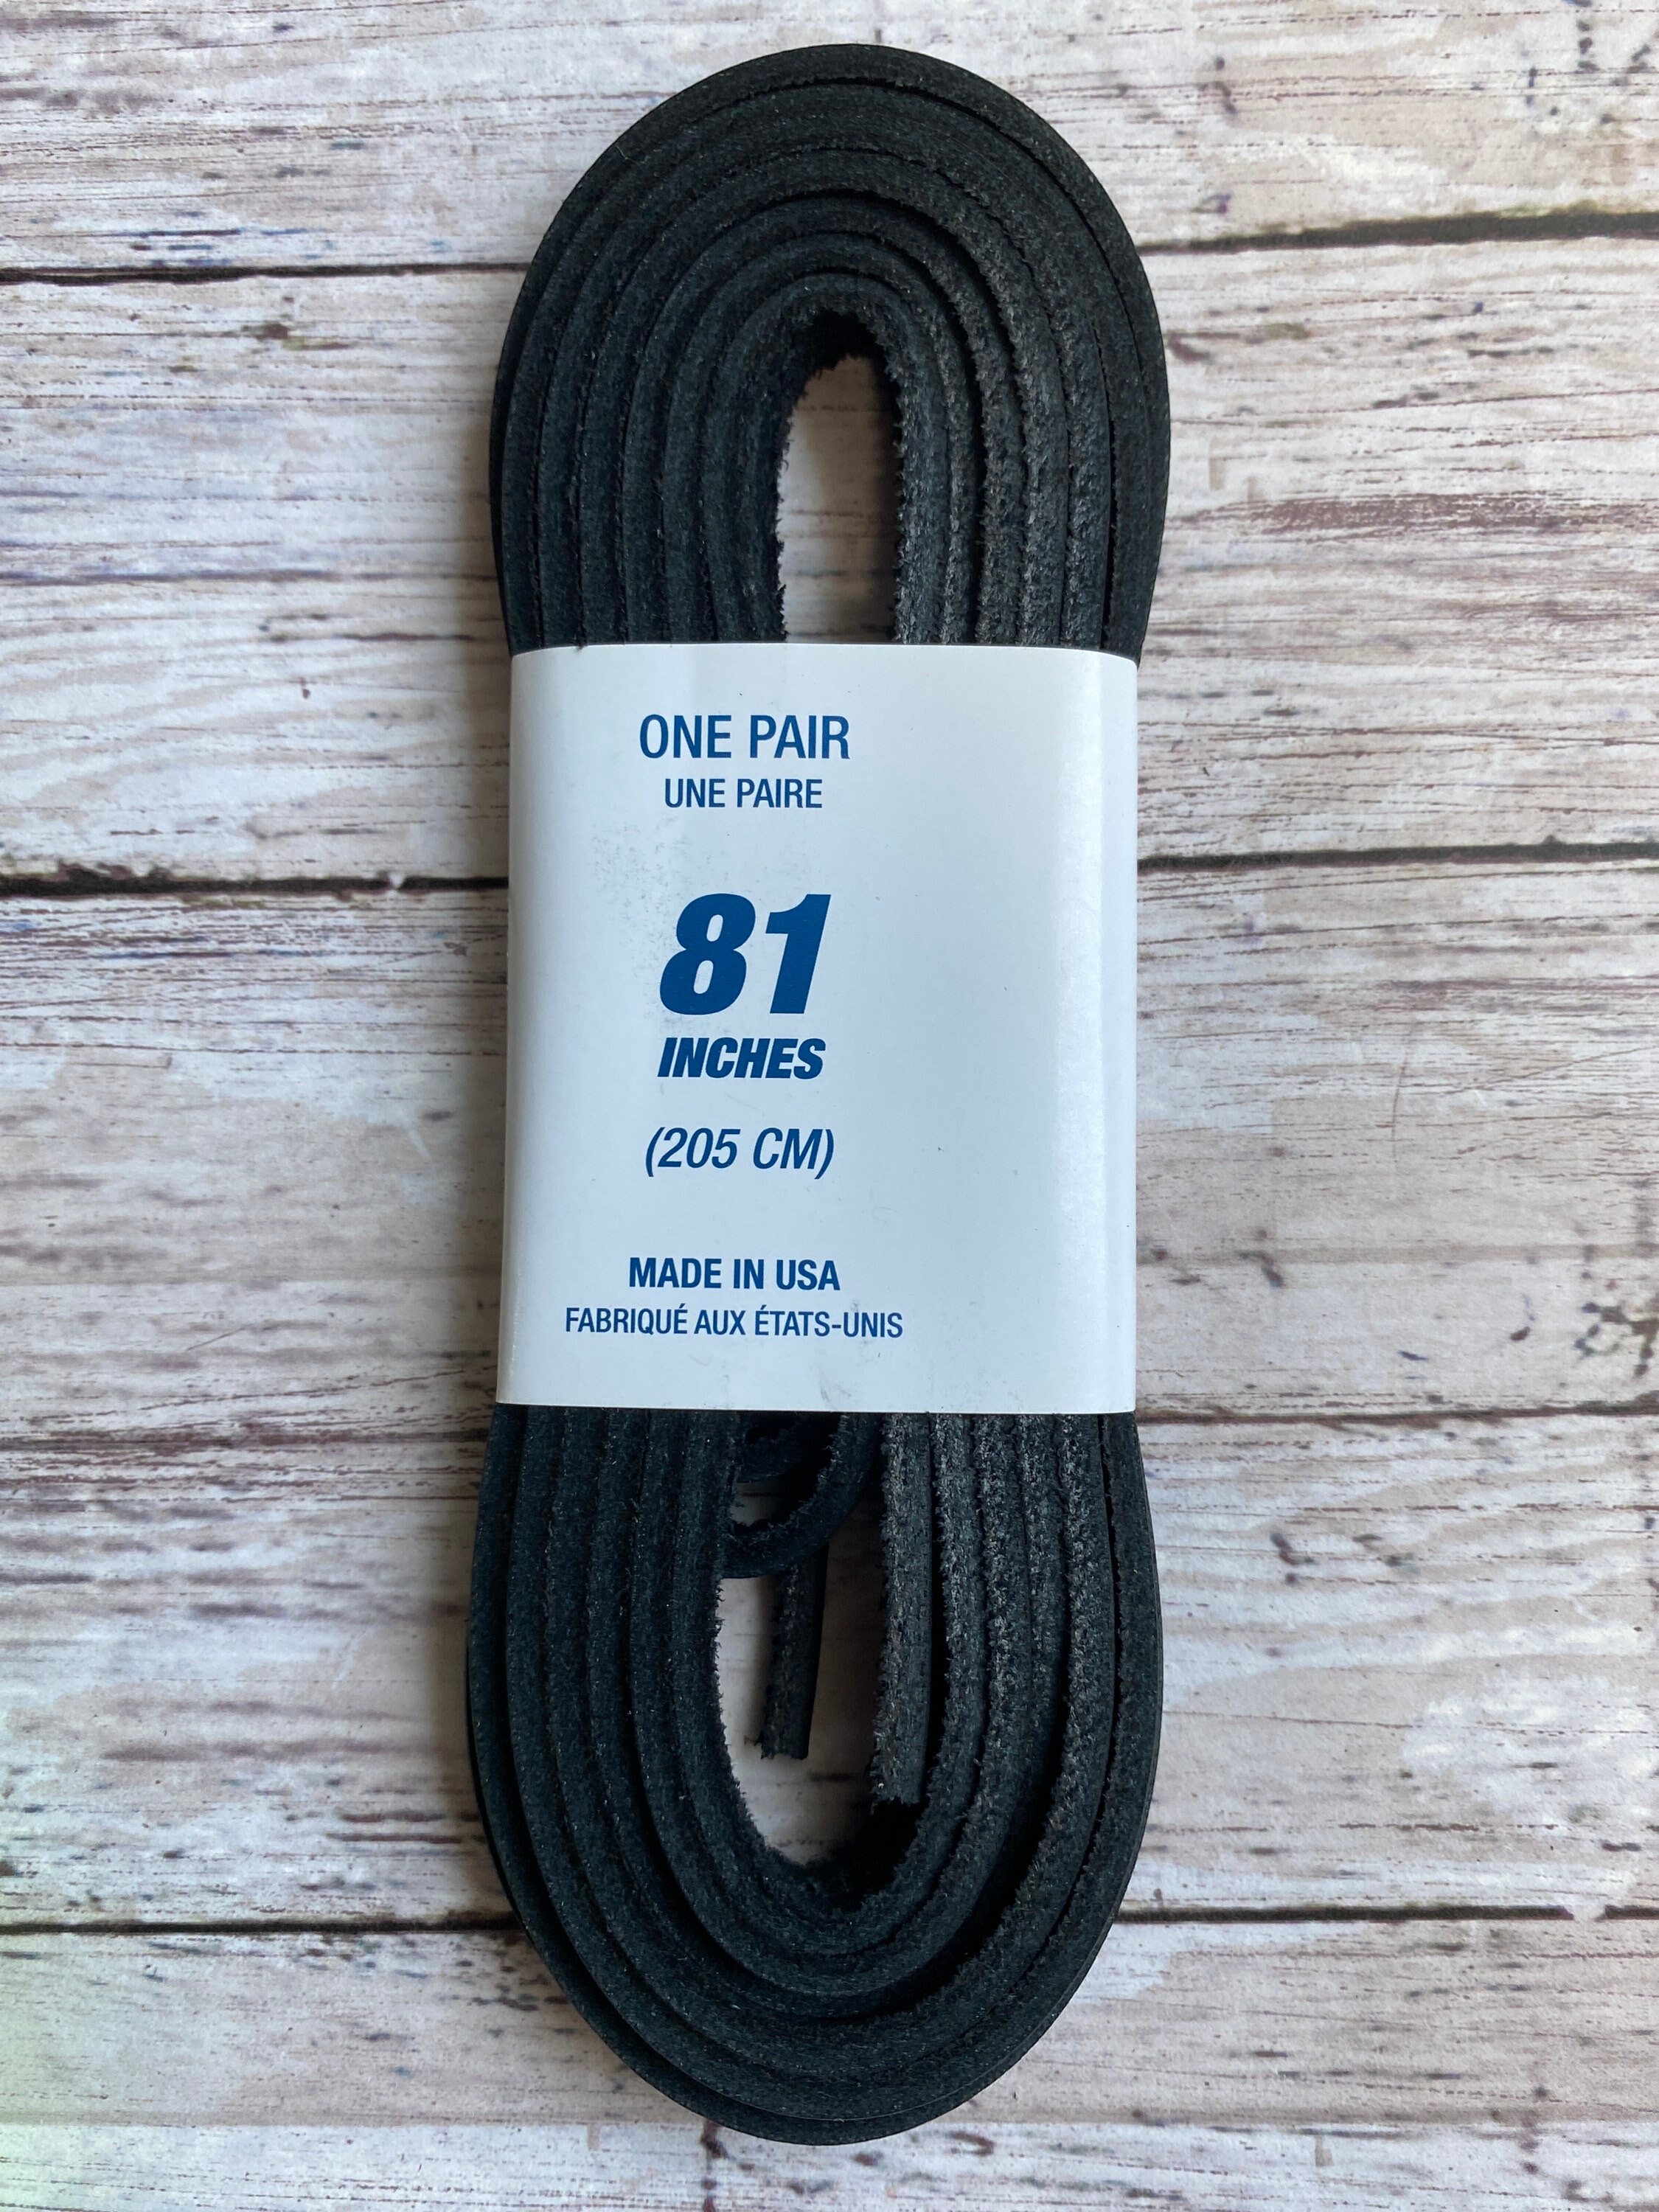 ONE PAIR
UNE PAIRE
81
INCHES
(205 CM)
MADE IN USA
FABRIQUÉ AUX ÉTATS-UNIS